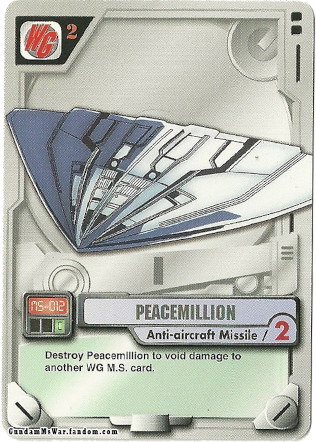 WG 2
PEACEMILLION
MS-012
Anti-aircraft Missile / 2
C
Destroy Peacemillion to void damage to
another WG M.S. card.
GundamMsWar.fandom.com